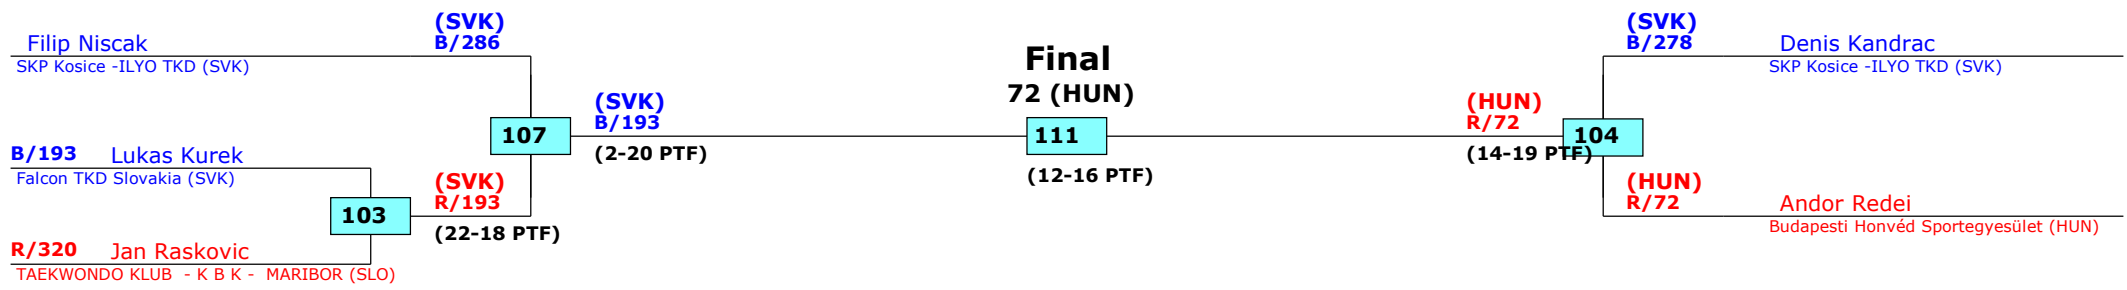 (SVK)
B/286
Filip Niscak
SKP Kosice -ILYO TKD (SVK)
B/193 Lukas Kurek
Falcon TKD Slovakia (SVK)
R/320 Jan Raskovic
TAEKWONDO KLUB - K B K - MARIBOR (SLO)
103
(SVK)
R/193
(22-18 PTF)
107
(SVK)
B/193
(2-20 PTF)
Final
72 (HUN)
111
(12-16 PTF)
(HUN)
R/72
(14-19 PTF)
104
(SVK)
B/278
Denis Kandrac
SKP Kosice -ILYO TKD (SVK)
(HUN)
R/72
Andor Redei
Budapesti Honvéd Sportegyesület (HUN)